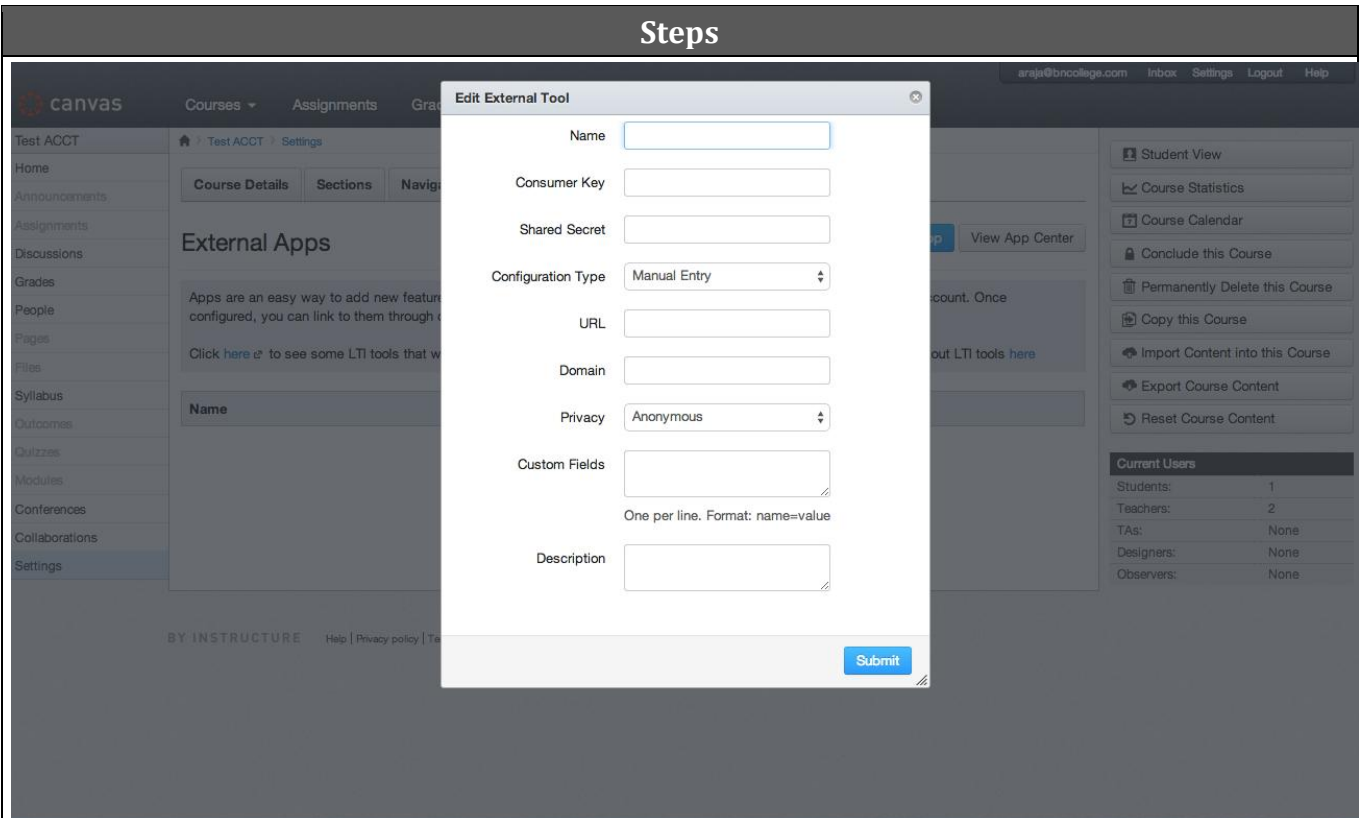 Steps
araja@bncollege.com Inbox Settings Logout Help
canvas
Courses Assignments
Test ACCT
Home
Announcements
Assignments
Discussions
Grades
People
Pages
Files
Syllabus
Outcomes
Quizzes
Modules
Conferences
Collaborations
Settings
Test ACCT Settings
Course Details Sections
External Apps
View App Center
Apps are an easy way to add new
count. Once
configured, you can link to them through
Click here to see some LTI tools that
out LTI tools here
Name
Edit External Tool
Name
Consumer Key
Shared Secret
Configuration Type Manual Entry
URL
Domain
Privacy Anonymous
Custom Fields
One per line. Format: name=value
Description
Submit
Student View
Course Statistics
Course Calendar
Conclude this Course
Permanently Delete this Course
Copy this Course
Import Content into this Course
Export Course Content
Reset Course Content
Current Users
Students: 1
Teachers: 2
TAs: None
Designers: None
Observers: None
BY INSTRUCTURE Help | Privacy policy |